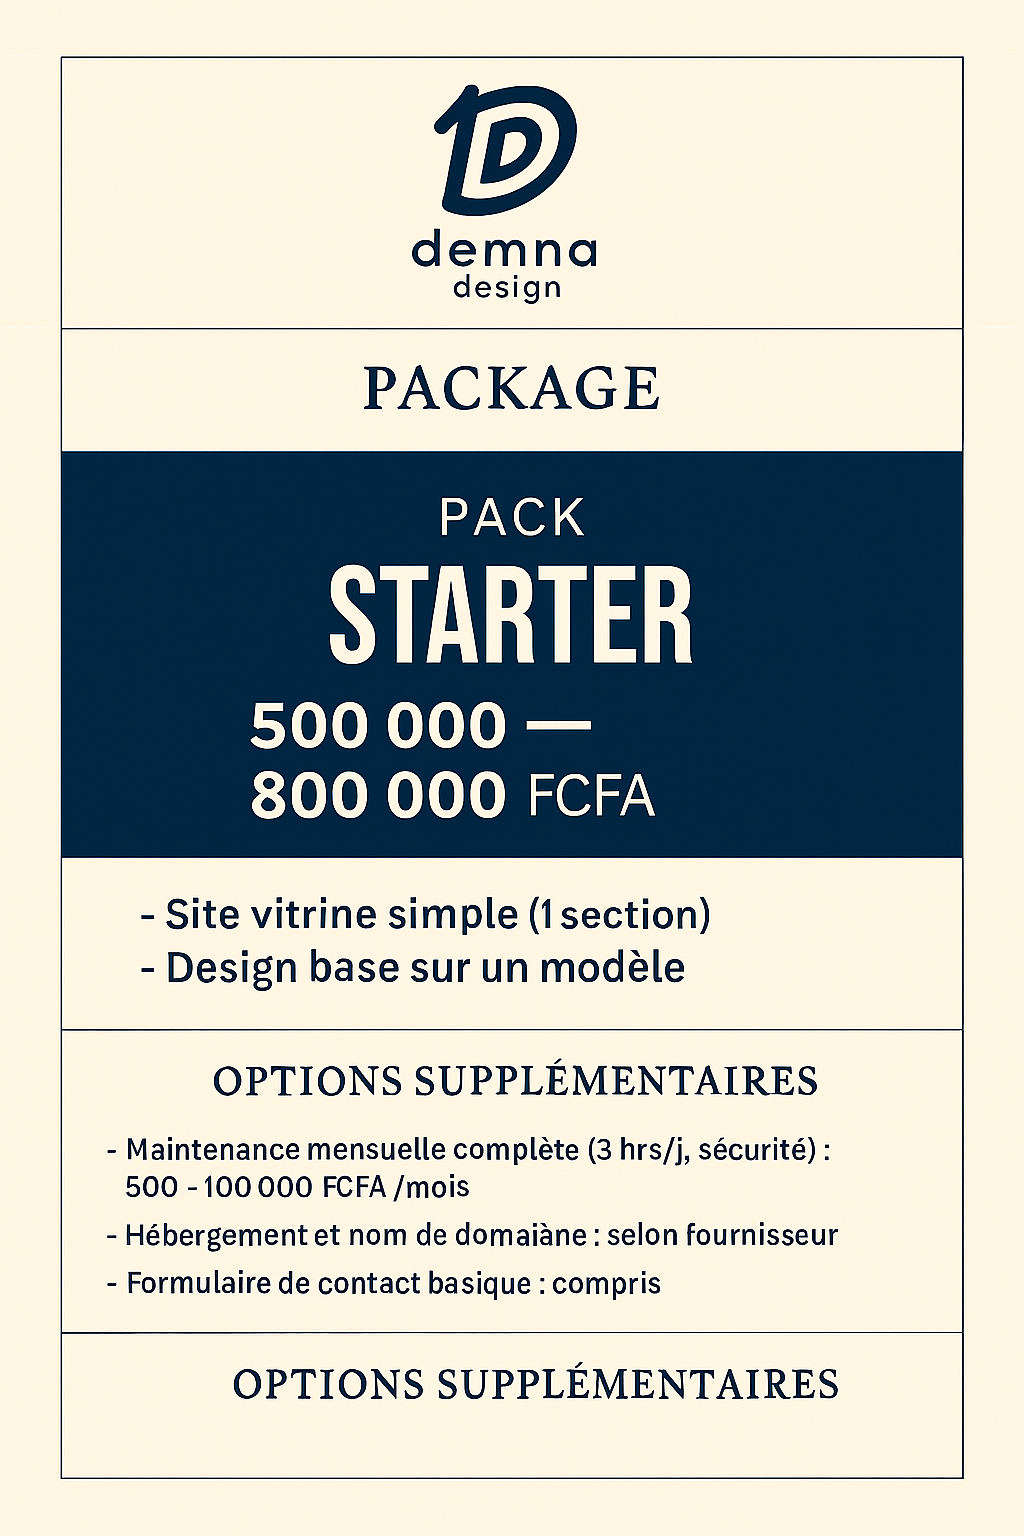 D
demna
design
PACKAGE
PACK
STARTER
500 000 —
800 000 FCFA
- Site vitrine simple (1 section)
- Design base sur un modèle
OPTIONS SUPPLÉMENTAIRES
- Maintenance mensuelle complète (3 hrs/j, sécurité) :
500 - 100 000 FCFA /mois
- Hébergement et nom de domaiàne : selon fournisseur
- Formulaire de contact basique : compris
OPTIONS SUPPLÉMENTAIRES